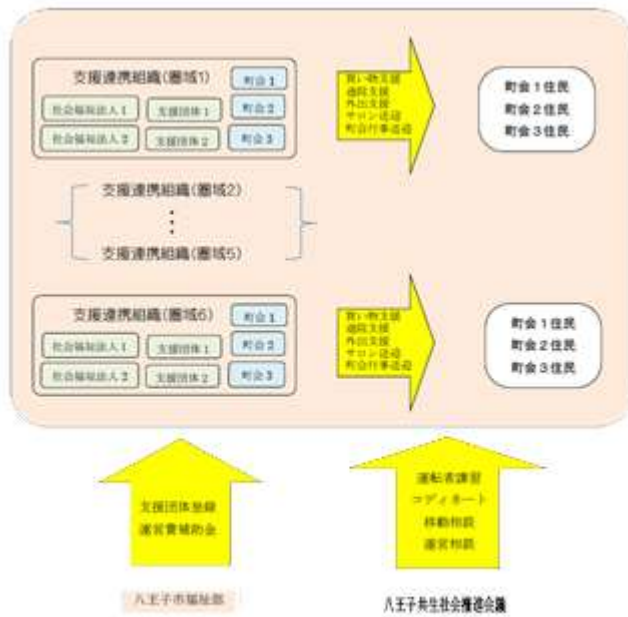 支援連携組織(圏域1)
町会1
社会福祉法人1
支援団体1
町会2
社会福祉法人2
支援団体2
町会3
買い物支援
通院支援
外出支援
サロン送迎
町会行事送迎
町会1住民
町会2住民
町会3住民
支援連携組織(圏域2)
⋮
支援連携組織(圏域5)
支援連携組織(圏域6)
町会1
社会福祉法人1
支援団体1
町会2
社会福祉法人2
支援団体2
町会3
買い物支援
通院支援
外出支援
サロン送迎
町会行事送迎
町会1住民
町会2住民
町会3住民
支援団体登録
運営費補助金
運転者講習
コディネート
移動相談
運営相談
八王子市福祉部
八王子共生社会推進会議